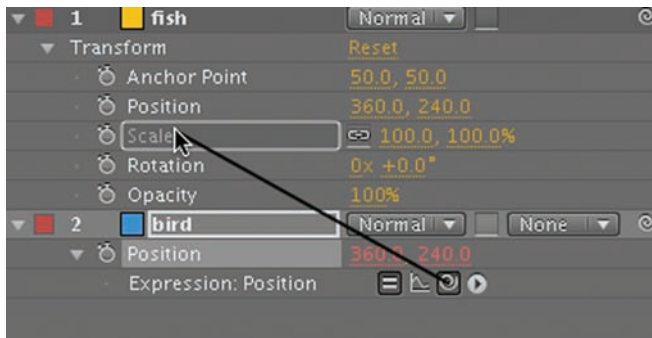 1 fish Normal
Transform Reset
Anchor Point 50.0, 50.0
Position 360.0, 240.0
Scale 100.0, 100.0%
Rotation 0x +0.0°
Opacity 100%
2 bird Normal None
Position 360.0, 240.0
Expression: Position